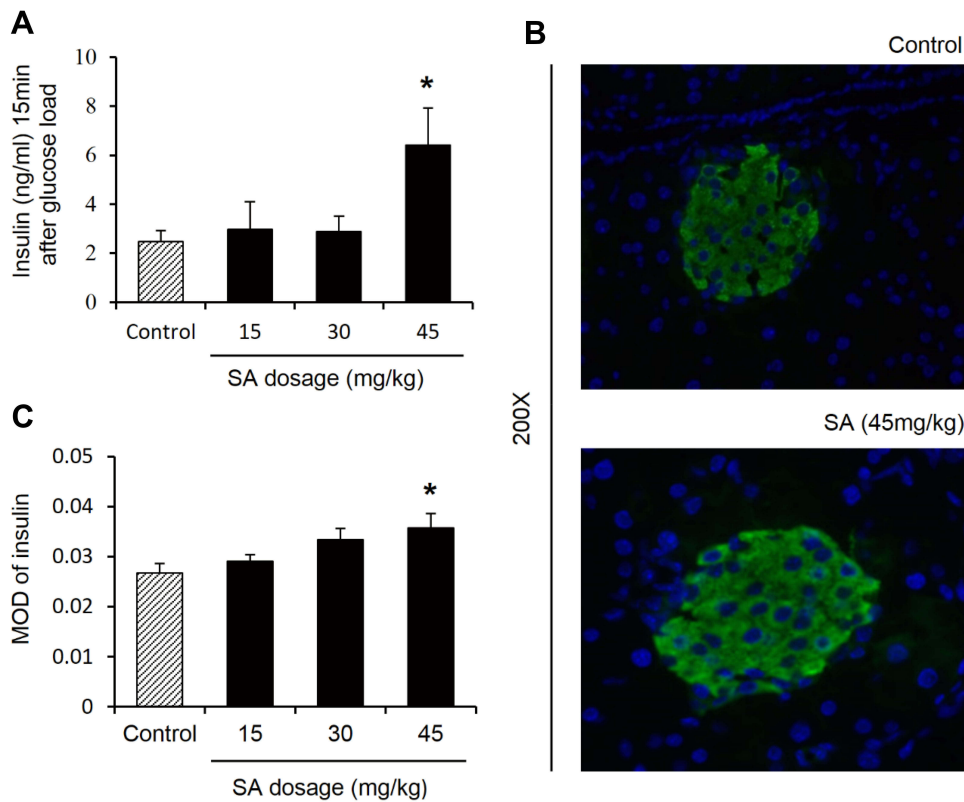 A
Insulin (ng/ml) 15min
after glucose load
10
8
6
4
2
0
*
Control
15
30
45
SA dosage (mg/kg)
B
Control
200X
SA (45mg/kg)
C
MOD of insulin
0.05
0.04
0.03
0.02
0.01
0
*
Control
15
30
45
SA dosage (mg/kg)